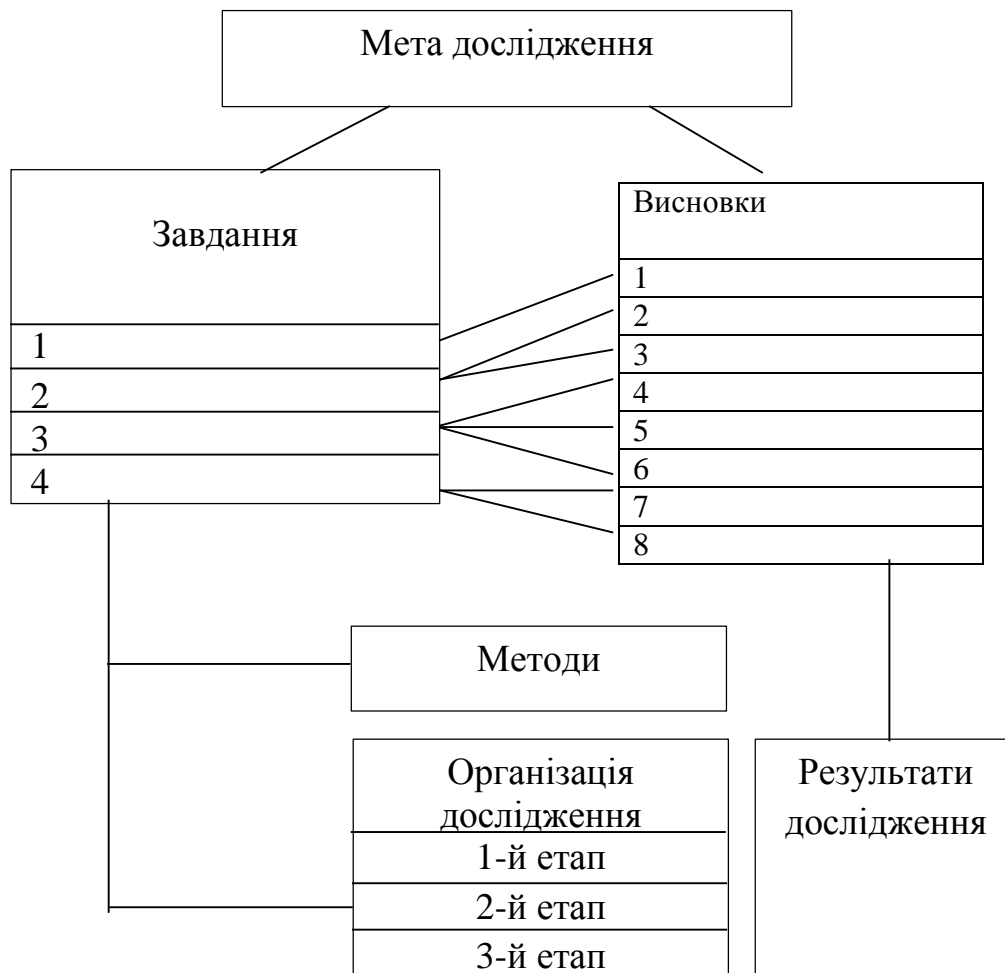 Мета дослідження
Завдання
1
2
3
4
Висновки
1
2
3
4
5
6
7
8
Методи
Організація
дослідження
1-й етап
2-й етап
3-й етап
Результати
дослідження